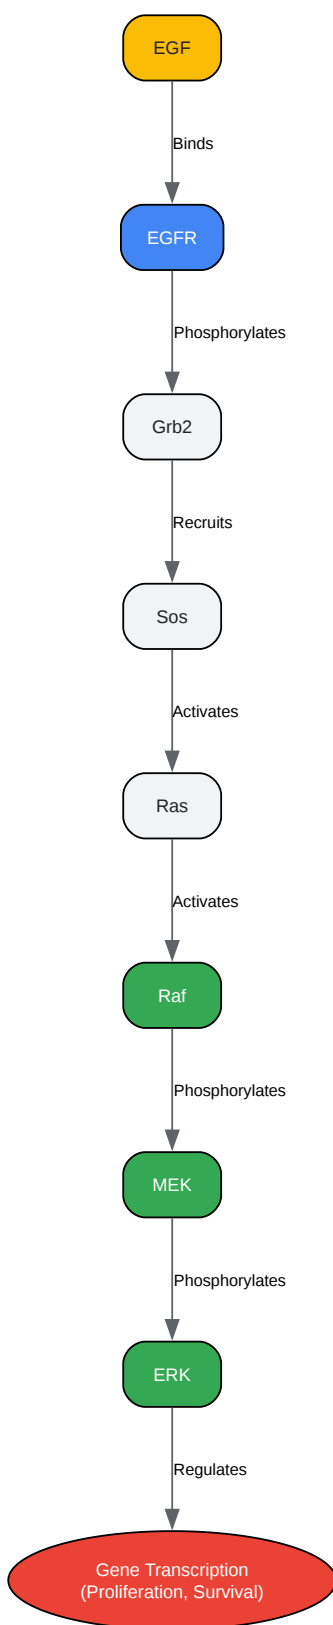 EGF
Binds
EGFR
Phosphorylates
Grb2
Recruits
Sos
Activates
Ras
Activates
Raf
Phosphorylates
MEK
Phosphorylates
ERK
Regulates
Gene Transcription
(Proliferation, Survival)